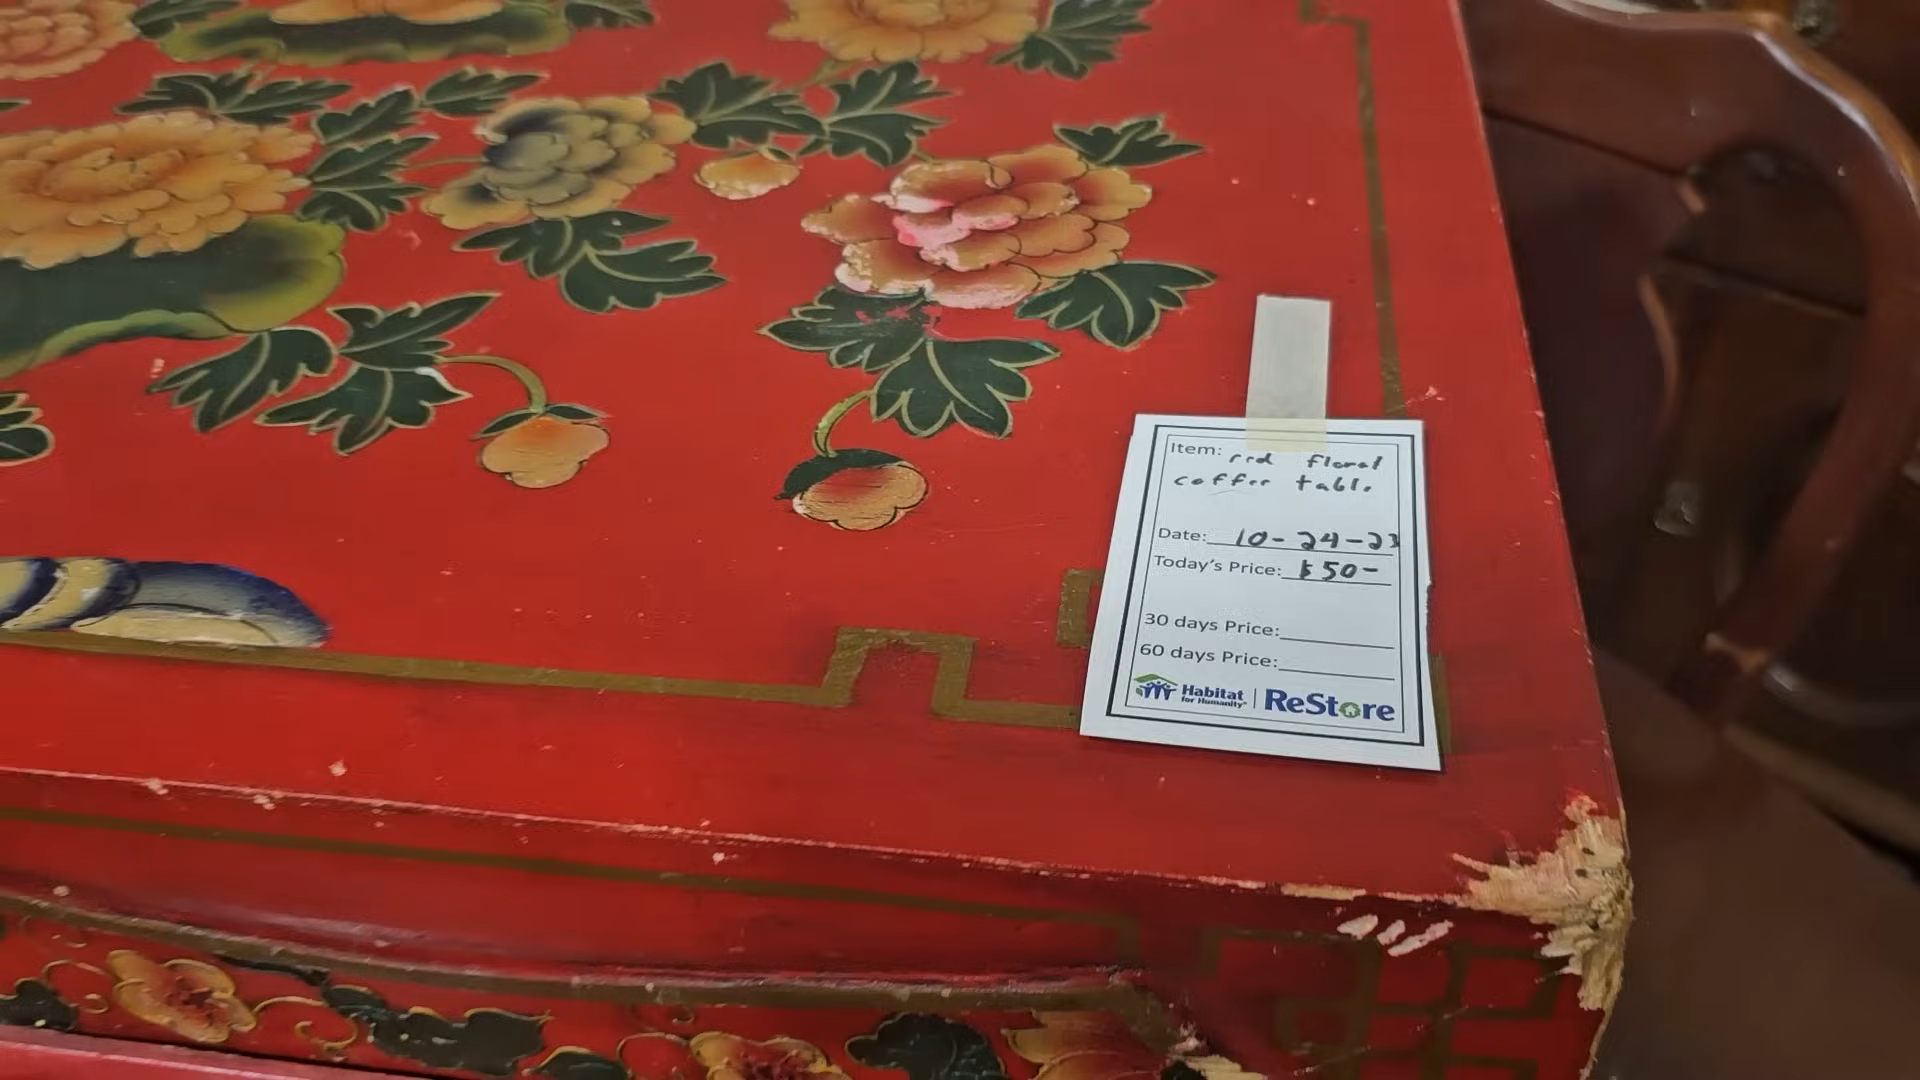 Item: red floral
coffee table
Date: 10-24-23
Today's Price: $50-
30 days Price:
60 days Price:
Habitat
for Humanity® | ReStore